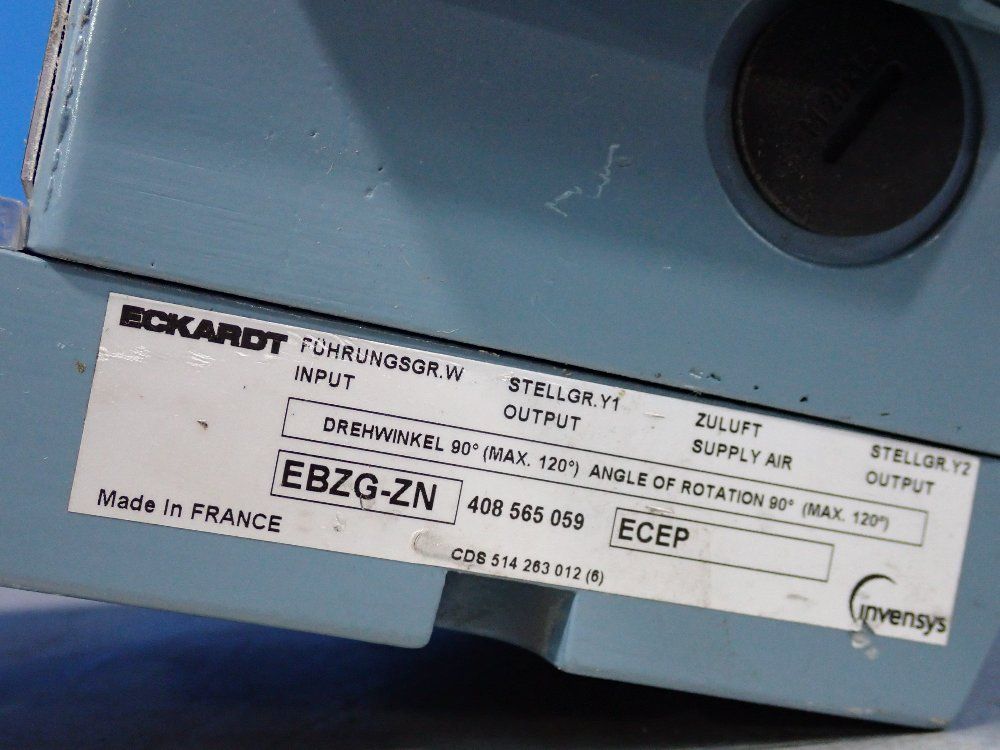 ECKARDT
FÜHRUNGSGR.W STELLGR.Y1 ZULUFT STELLGR.Y2
INPUT OUTPUT SUPPLY AIR OUTPUT
DREHWINKEL 90° (MAX. 120°) ANGLE OF ROTATION 90° (MAX. 120°)
EBZG-ZN 408 565 059 ECEP
Made In FRANCE
CDS 514 263 012 (6)
invensys